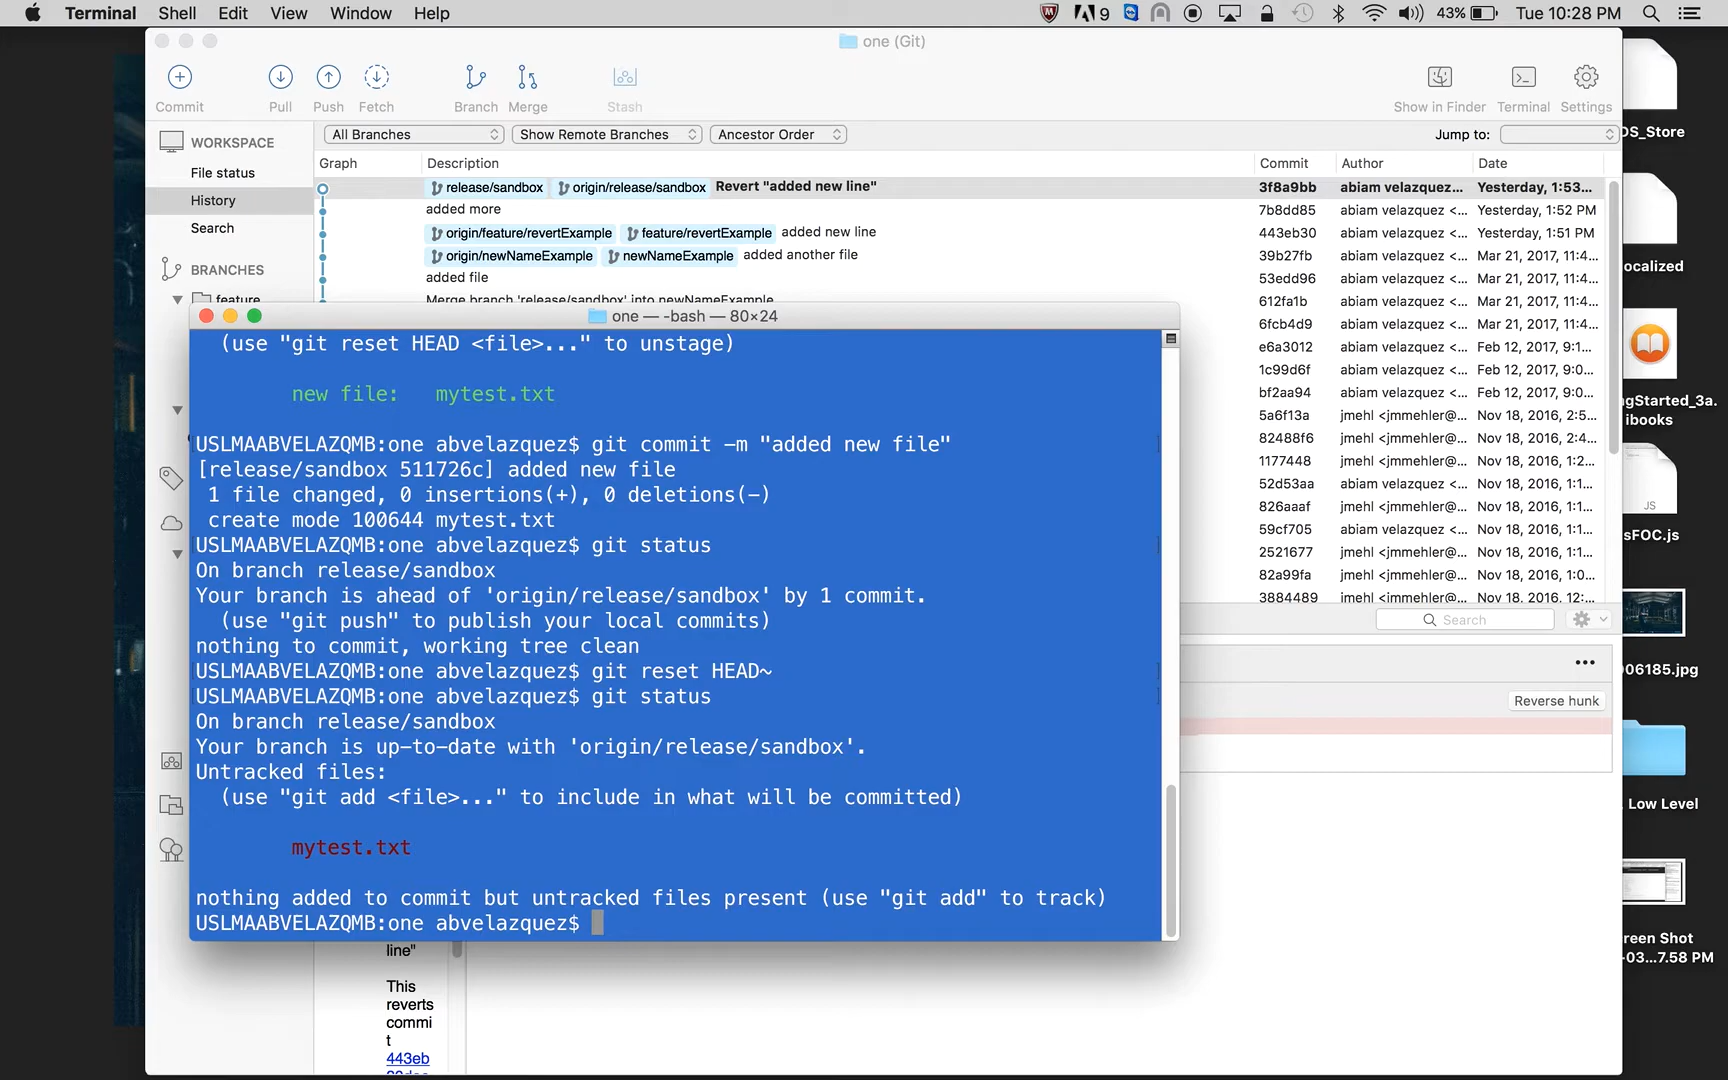 Terminal Shell Edit View Window Help 9 43% Tue 10:28 PM
one (Git)
Commit Pull Push Fetch Branch Merge Stash Show in Finder Terminal Settings
All Branches Show Remote Branches Ancestor Order Jump to:
WORKSPACE
File status
History
Search
BRANCHES
feature
Graph Description Commit Author Date
release/sandbox origin/release/sandbox Revert "added new line" 3f8a9bb abiam velazquez... Yesterday, 1:53...
added more 7b8dd85 abiam velazquez <... Yesterday, 1:52 PM
origin/feature/revertExample feature/revertExample added new line 443eb30 abiam velazquez <... Yesterday, 1:51 PM
origin/newNameExample newNameExample added another file 39b27fb abiam velazquez <... Mar 21, 2017, 11:4...
added file 53edd96 abiam velazquez <... Mar 21, 2017, 11:4...
Merge branch 'release/sandbox' into newNameExample 612fa1b abiam velazquez <... Mar 21, 2017, 11:4...
6fcb4d9 abiam velazquez <... Mar 21, 2017, 11:4...
e6a3012 abiam velazquez <... Feb 12, 2017, 9:1...
1c99d6f abiam velazquez <... Feb 12, 2017, 9:0...
bf2aa94 abiam velazquez <... Feb 12, 2017, 9:0...
5a6f13a jmehl <jmmehler@... Nov 18, 2016, 2:5...
82488f6 jmehl <jmmehler@... Nov 18, 2016, 2:4...
1177448 jmehl <jmmehler@... Nov 18, 2016, 1:2...
52d53aa jmehl <jmmehler@... Nov 18, 2016, 1:1...
826aaaf jmehl <jmmehler@... Nov 18, 2016, 1:1...
59cf705 abiam velazquez <... Nov 18, 2016, 1:1...
2521677 jmehl <jmmehler@... Nov 18, 2016, 1:1...
82a99fa jmehl <jmmehler@... Nov 18, 2016, 1:0...
3884489 jmehl <jmmehler@... Nov 18, 2016, 12:...
Search
Reverse hunk
one — -bash — 80×24
(use "git reset HEAD <file>..." to unstage)
new file: mytest.txt
USLMAABVELAZQMB:one abvelazquez$ git commit -m "added new file"
[release/sandbox 511726c] added new file
1 file changed, 0 insertions(+), 0 deletions(-)
create mode 100644 mytest.txt
USLMAABVELAZQMB:one abvelazquez$ git status
On branch release/sandbox
Your branch is ahead of 'origin/release/sandbox' by 1 commit.
(use "git push" to publish your local commits)
nothing to commit, working tree clean
USLMAABVELAZQMB:one abvelazquez$ git reset HEAD~
USLMAABVELAZQMB:one abvelazquez$ git status
On branch release/sandbox
Your branch is up-to-date with 'origin/release/sandbox'.
Untracked files:
(use "git add <file>..." to include in what will be committed)
mytest.txt
nothing added to commit but untracked files present (use "git add" to track)
USLMAABVELAZQMB:one abvelazquez$
line"
This
reverts
commi
t
443eb
DS_Store
ocalized
gStarted_3a.
ibooks
JS
sFOC.js
06185.jpg
Low Level
reen Shot
-03...7.58 PM